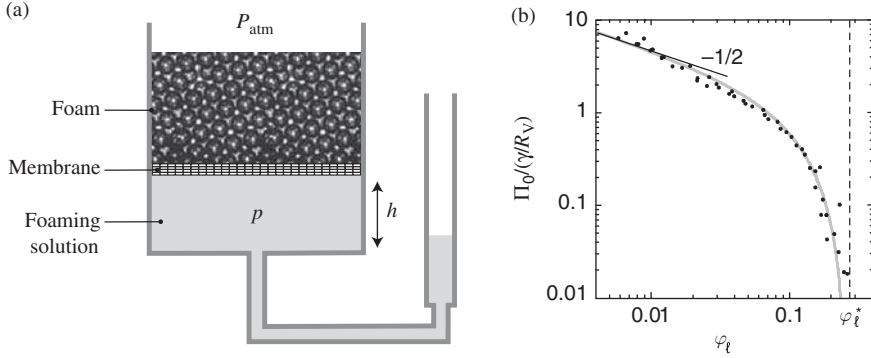 (a)
P_atm
Foam
Membrane
Foaming
solution
p
h
(b)
Π₀/(γ/R_V)
10
1
0.1
0.01
−1/2
0.01
0.1
φ_ℓ*
φ_ℓ